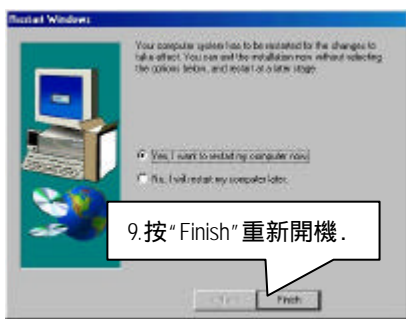 Restart Windows
Your computer system has to be restarted for the changes to
take effect. You can exit the installation now without selecting
the options below, and restart at a later stage.
Yes, I want to restart my computer now.
No, I will restart my computer later.
9.按“Finish”重新開機.
Finish